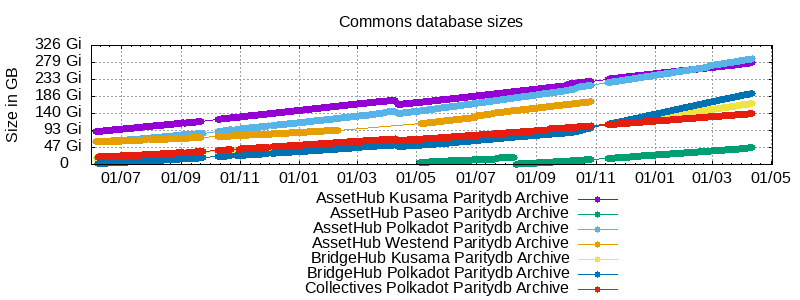 Commons database sizes
Size in GB
326 Gi
279 Gi
233 Gi
186 Gi
140 Gi
93 Gi
47 Gi
0
01/07 01/09 01/11 01/01 01/03 01/05 01/07 01/09 01/11 01/01 01/03 01/05
AssetHub Kusama Paritydb Archive
AssetHub Paseo Paritydb Archive
AssetHub Polkadot Paritydb Archive
AssetHub Westend Paritydb Archive
BridgeHub Kusama Paritydb Archive
BridgeHub Polkadot Paritydb Archive
Collectives Polkadot Paritydb Archive